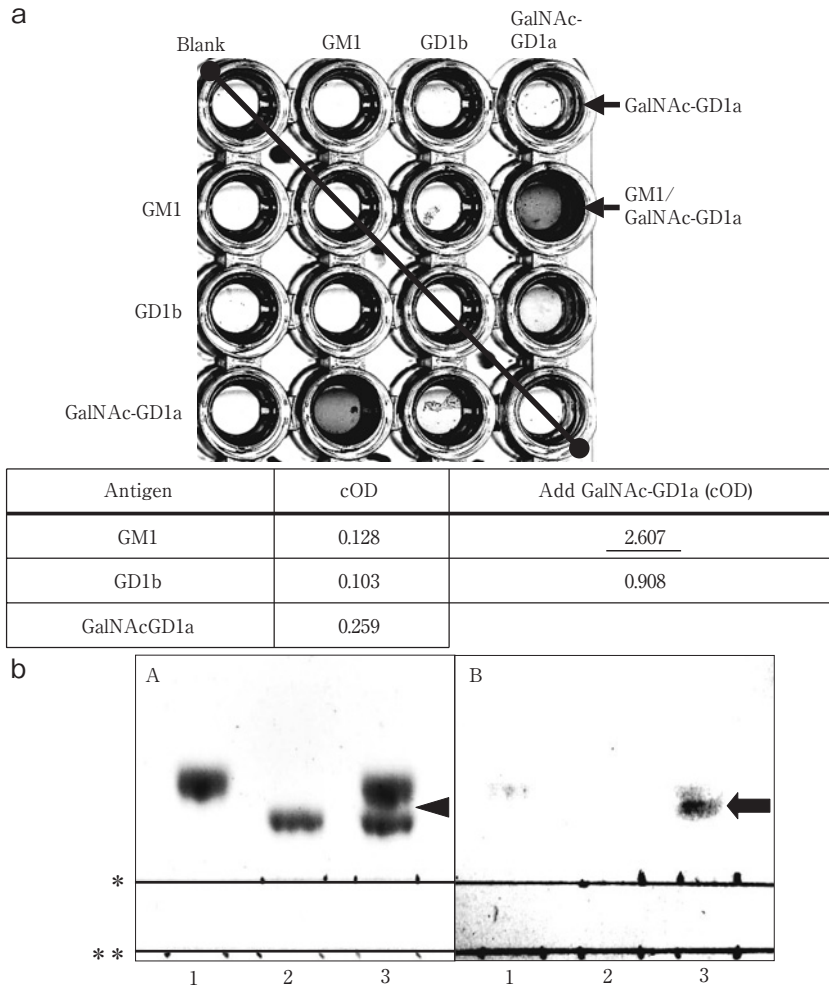 a
Blank
GM1
GD1b
GalNAc-
GD1a
GalNAc-GD1a
GM1
GM1/
GalNAc-GD1a
GD1b
GalNAc-GD1a
Antigen cOD Add GalNAc-GD1a (cOD)
GM1 0.128 2.607
GD1b 0.103 0.908
GalNAcGD1a 0.259
b
A
B
*
**
1 2 3 1 2 3